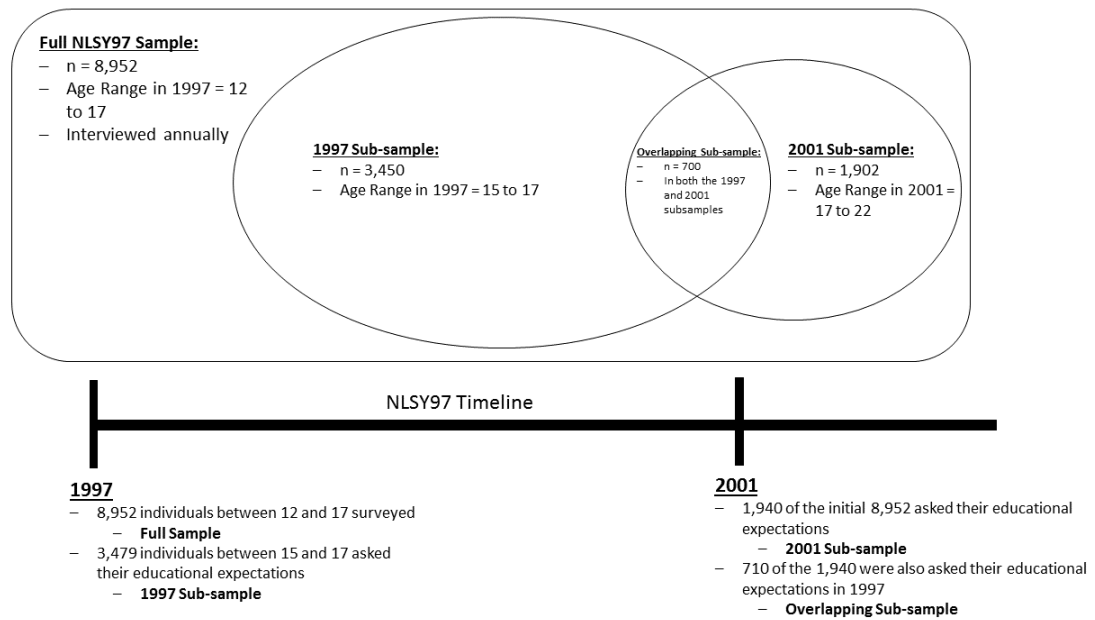 Full NLSY97 Sample:
– n = 8,952
– Age Range in 1997 = 12
to 17
– Interviewed annually
1997 Sub-sample:
– n = 3,450
– Age Range in 1997 = 15 to 17
Overlapping Sub-sample:
– n = 700
– In both the 1997
and 2001
subsamples
2001 Sub-sample:
– n = 1,902
– Age Range in 2001 =
17 to 22
NLSY97 Timeline
1997
– 8,952 individuals between 12 and 17 surveyed
– Full Sample
– 3,479 individuals between 15 and 17 asked
their educational expectations
– 1997 Sub-sample
2001
– 1,940 of the initial 8,952 asked their educational
expectations
– 2001 Sub-sample
– 710 of the 1,940 were also asked their educational
expectations in 1997
– Overlapping Sub-sample